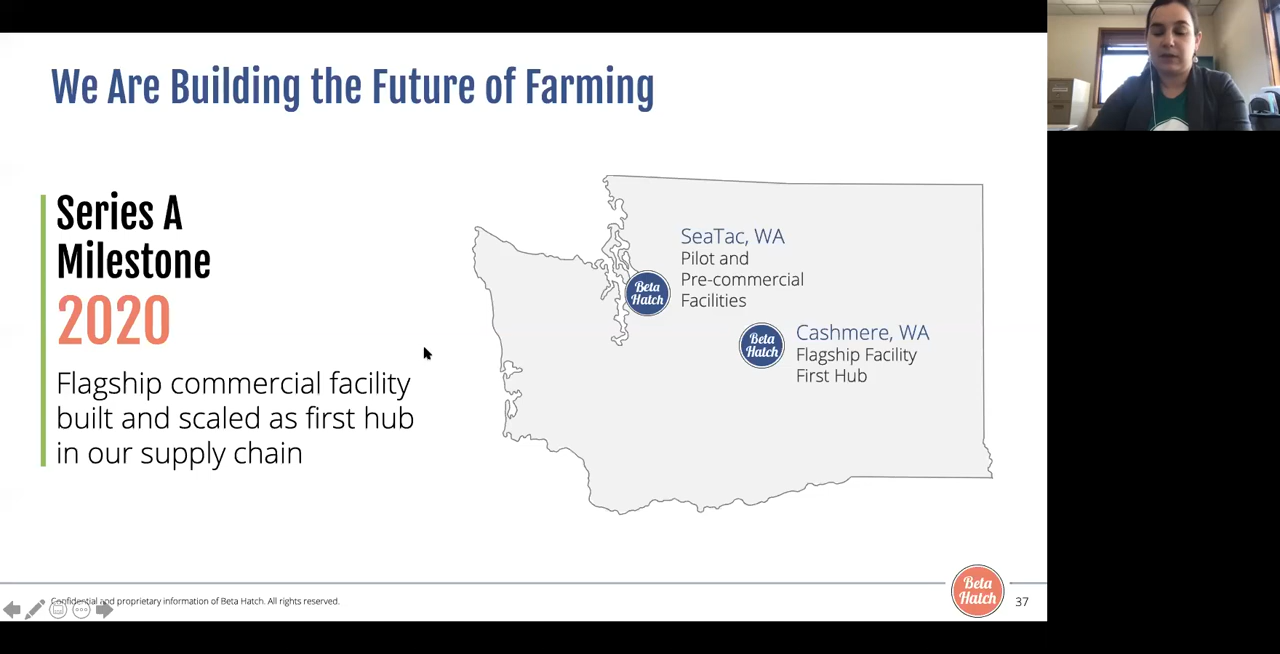 We Are Building the Future of Farming
Series A
Milestone
2020
Flagship commercial facility
built and scaled as first hub
in our supply chain
SeaTac, WA
Pilot and
Pre-commercial
Facilities
Beta
Hatch
Cashmere, WA
Flagship Facility
First Hub
Beta
Hatch
Confidential and proprietary information of Beta Hatch. All rights reserved.
Beta
Hatch
37